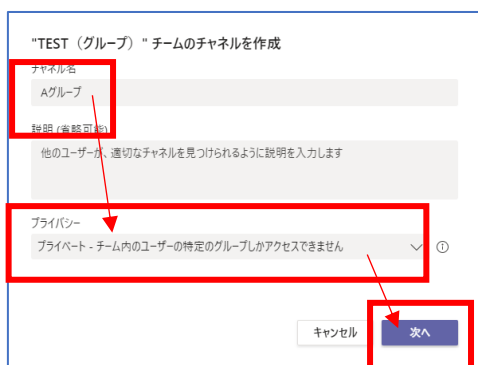 "TEST（グループ）" チームのチャネルを作成
チャネル名
Aグループ
説明 (省略可能)
他のユーザーが、適切なチャネルを見つけられるように説明を入力します
プライバシー
プライベート - チーム内のユーザーの特定のグループしかアクセスできません
キャンセル
次へ